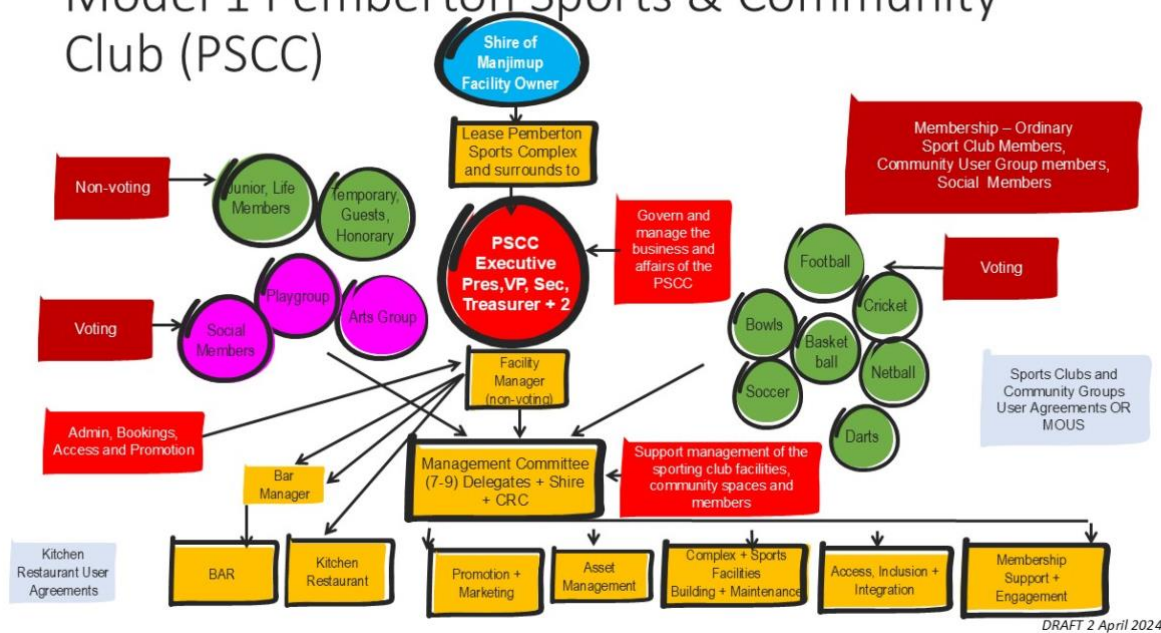 Model 1 Pemberton Sports & Community
Club (PSCC)
Shire of
Manjimup
Facility Owner
Lease Pemberton
Sports Complex
and surrounds to
Membership – Ordinary
Sport Club Members,
Community User Group members,
Social Members
Non-voting
Junior, Life
Members
Temporary,
Guests,
Honorary
PSCC
Executive
Pres,VP, Sec,
Treasurer + 2
Govern and
manage the
business and
affairs of the
PSCC
Football
Voting
Cricket
Bowls
Basket
ball
Netball
Soccer
Darts
Voting
Social
Members
Playgroup
Arts Group
Facility
Manager
(non-voting)
Sports Clubs and
Community Groups
User Agreements OR
MOUS
Admin, Bookings,
Access and Promotion
Bar
Manager
Management Committee
(7-9) Delegates + Shire
+ CRC
Support management of the
sporting club facilities,
community spaces and
members
Kitchen
Restaurant User
Agreements
BAR
Kitchen
Restaurant
Promotion +
Marketing
Asset
Management
Complex + Sports
Facilities
Building + Maintenance
Access, Inclusion +
Integration
Membership
Support +
Engagement
DRAFT 2 April 2024